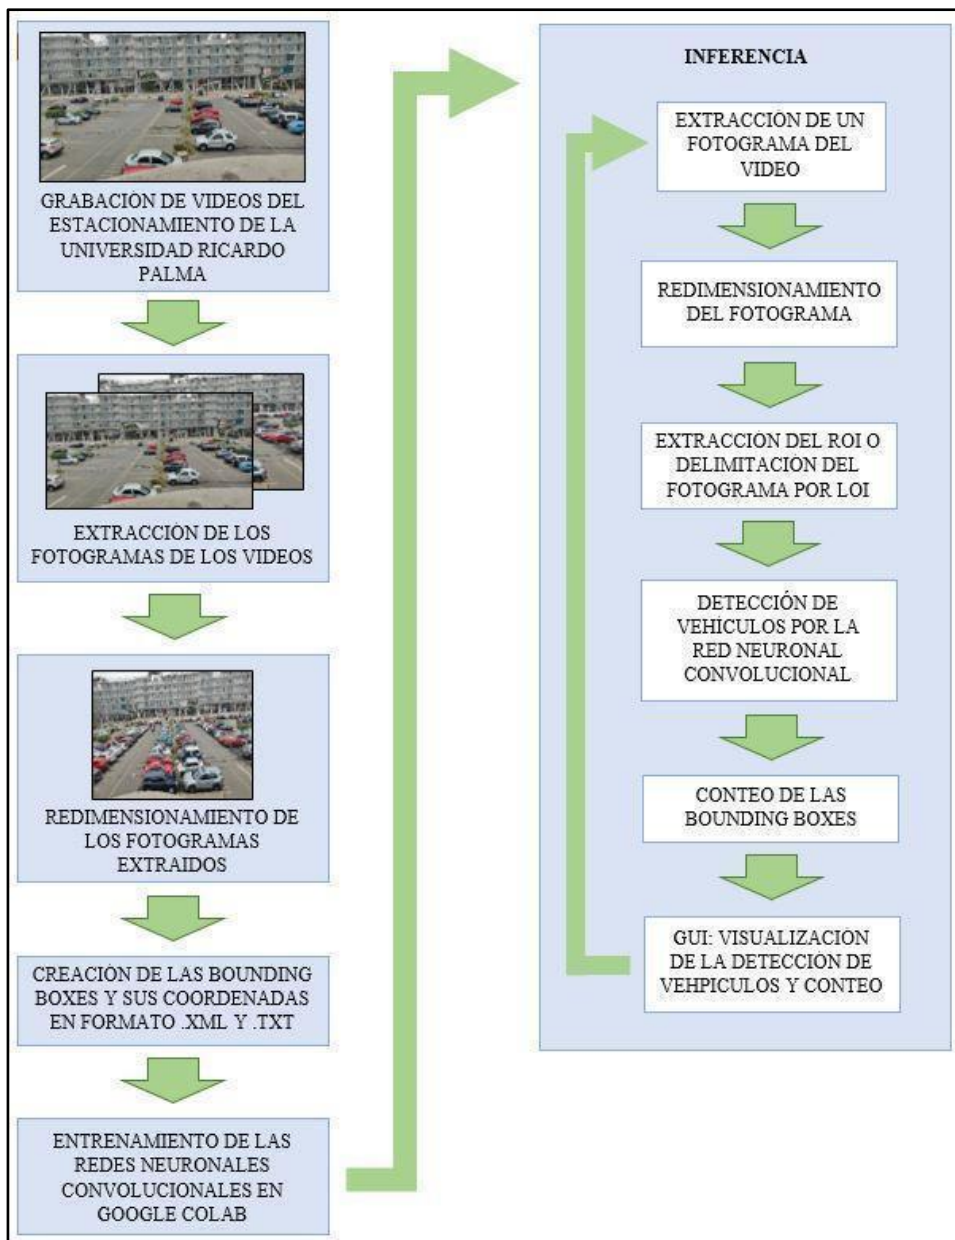 GRABACIÓN DE VIDEOS DEL
ESTACIONAMIENTO DE LA
UNIVERSIDAD RICARDO
PALMA
EXTRACCIÓN DE LOS
FOTOGRAMAS DE LOS VIDEOS
REDIMENSIONAMIENTO DE
LOS FOTOGRAMAS
EXTRAIDOS
CREACIÓN DE LAS BOUNDING
BOXES Y SUS COORDENADAS
EN FORMATO .XML Y .TXT
ENTRENAMIENTO DE LAS
REDES NEURONALES
CONVOLUCIONALES EN
GOOGLE COLAB
INFERENCIA
EXTRACCIÓN DE UN
FOTOGRAMA DEL
VIDEO
REDIMENSIONAMIENTO
DEL FOTOGRAMA
EXTRACCIÓN DEL ROI O
DELIMITACIÓN DEL
FOTOGRAMA POR LOI
DETECCIÓN DE
VEHÍCULOS POR LA
RED NEURONAL
CONVOLUCIONAL
CONTEO DE LAS
BOUNDING BOXES
GUI: VISUALIZACIÓN
DE LA DETECCIÓN DE
VEHPICULOS Y CONTEO